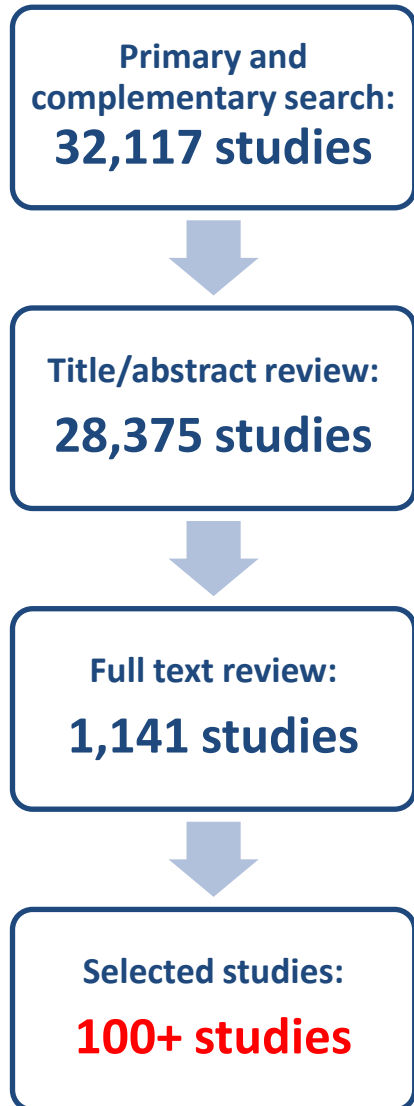 Primary and
complementary search:
32,117 studies
Title/abstract review:
28,375 studies
Full text review:
1,141 studies
Selected studies:
100+ studies